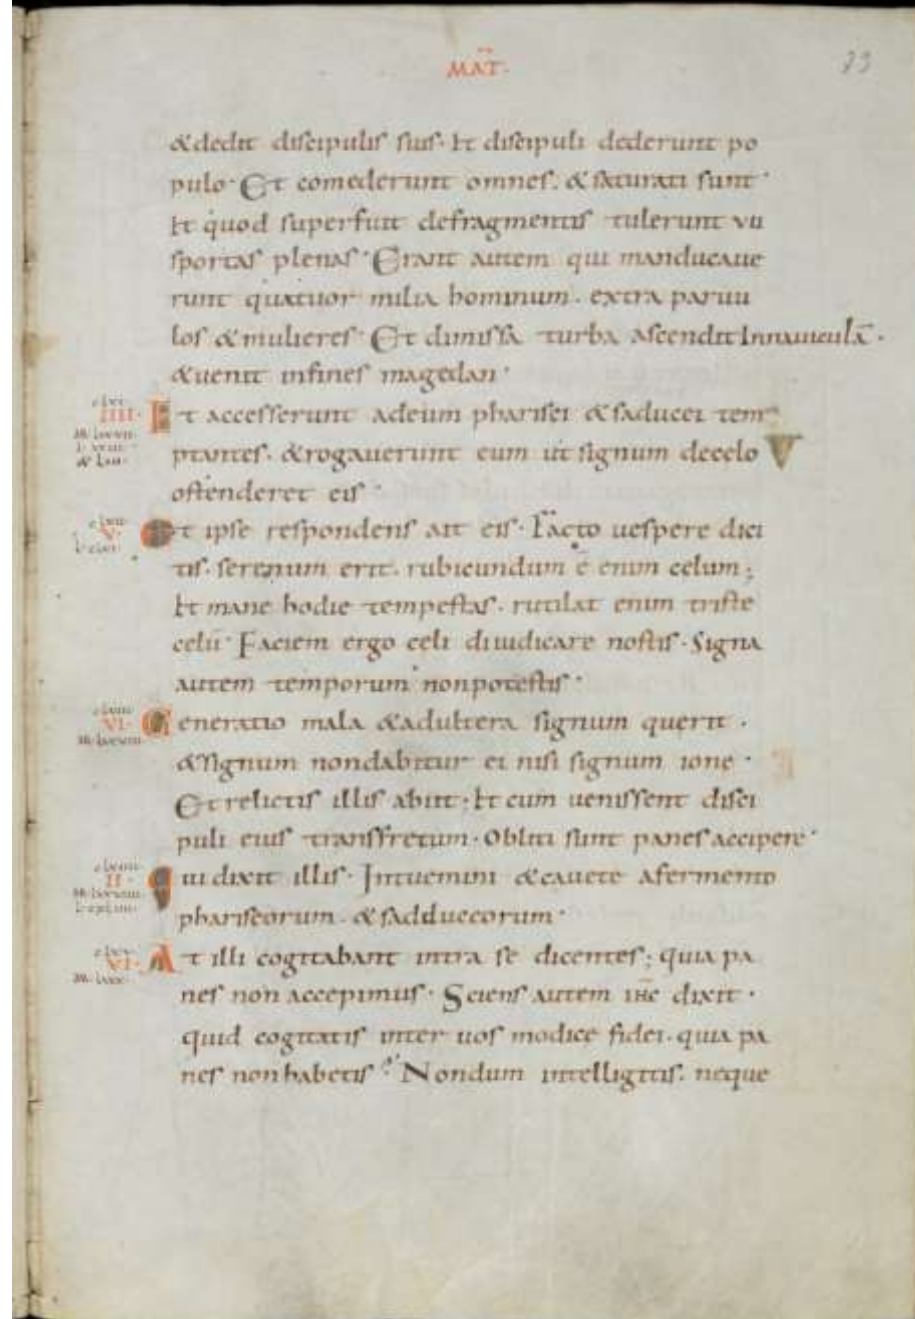 MAT·
&dedit discipulis suis· Et discipuli dederunt po
pulo· Et comederunt omnes. & saturati sunt·
Et quod superfuit defragmentis tulerunt vii
sportas plenas· Erant autem qui manducaue
runt quatuor milia hominum. extra paruu
los & mulieres· Et dimissa turba ascendit Innauiculā·
&uenit infines magedan·
IIII·
Et accesserunt adeum pharisei & saducei tem
ptantes. &rogauerunt eum ut signum decelo
V
ostenderet eis·
V·
Et ipse respondens ait eis· Facto uespere dici
tis. serenum erit. rubicundum ē enim celum;
Et mane hodie tempestas. rutilat enim triste
celū· Faciem ergo celi diiudicare nostis· Signa
autem temporum nonpotestis·
VI·
Generatio mala &adultera signum querit·
&signum nondabitur ei nisi signum ione·
Et relictis illis abiit; Et cum uenissent disci
puli eius transfretum· Obliti sunt panes accipere·
II·
Qui dixit illis· Intuemini &cauete afermento
phariseorum. & sadduceorum·
VI·
At illi cogitabant intra se dicentes; quia pa
nes non accepimus· Sciens autem ihc̄ dixit·
quid cogitatis inter uos modice fidei. quia pa
nes non habetis· Nondum intelligitis. neque